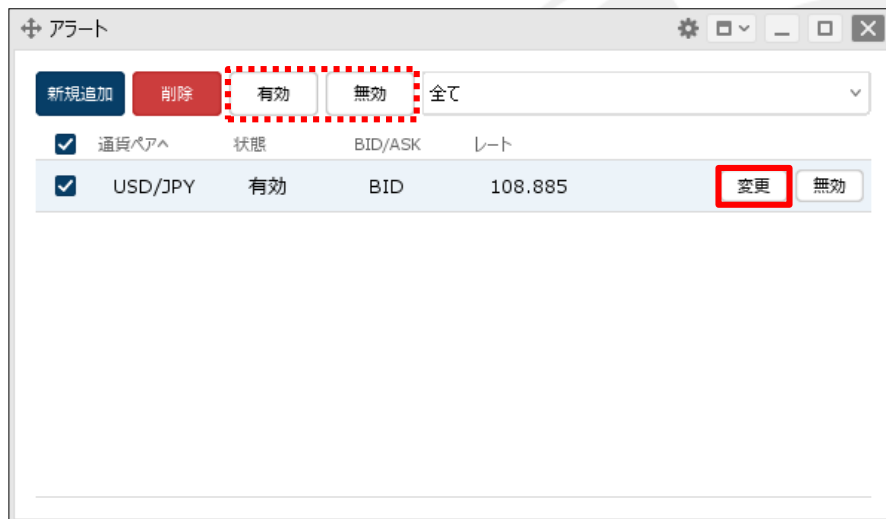 アラート
新規追加 削除 有効 無効 全て
通貨ペアヘ 状態 BID/ASK レート
USD/JPY 有効 BID 108.885 変更 無効